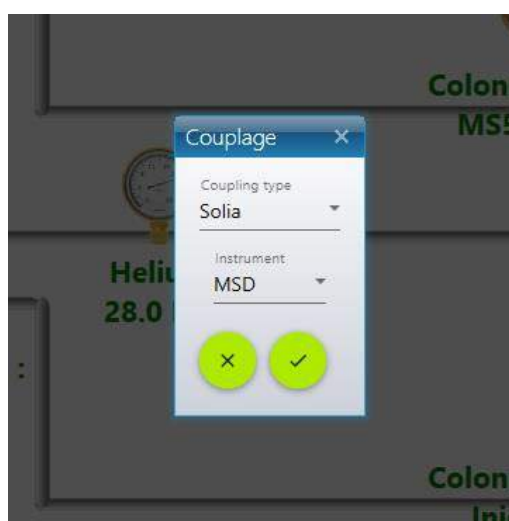 Colon
MS5
Couplage
Coupling type
Solia
Instrument
MSD
Heliu
28.0
:
Colon
Inj